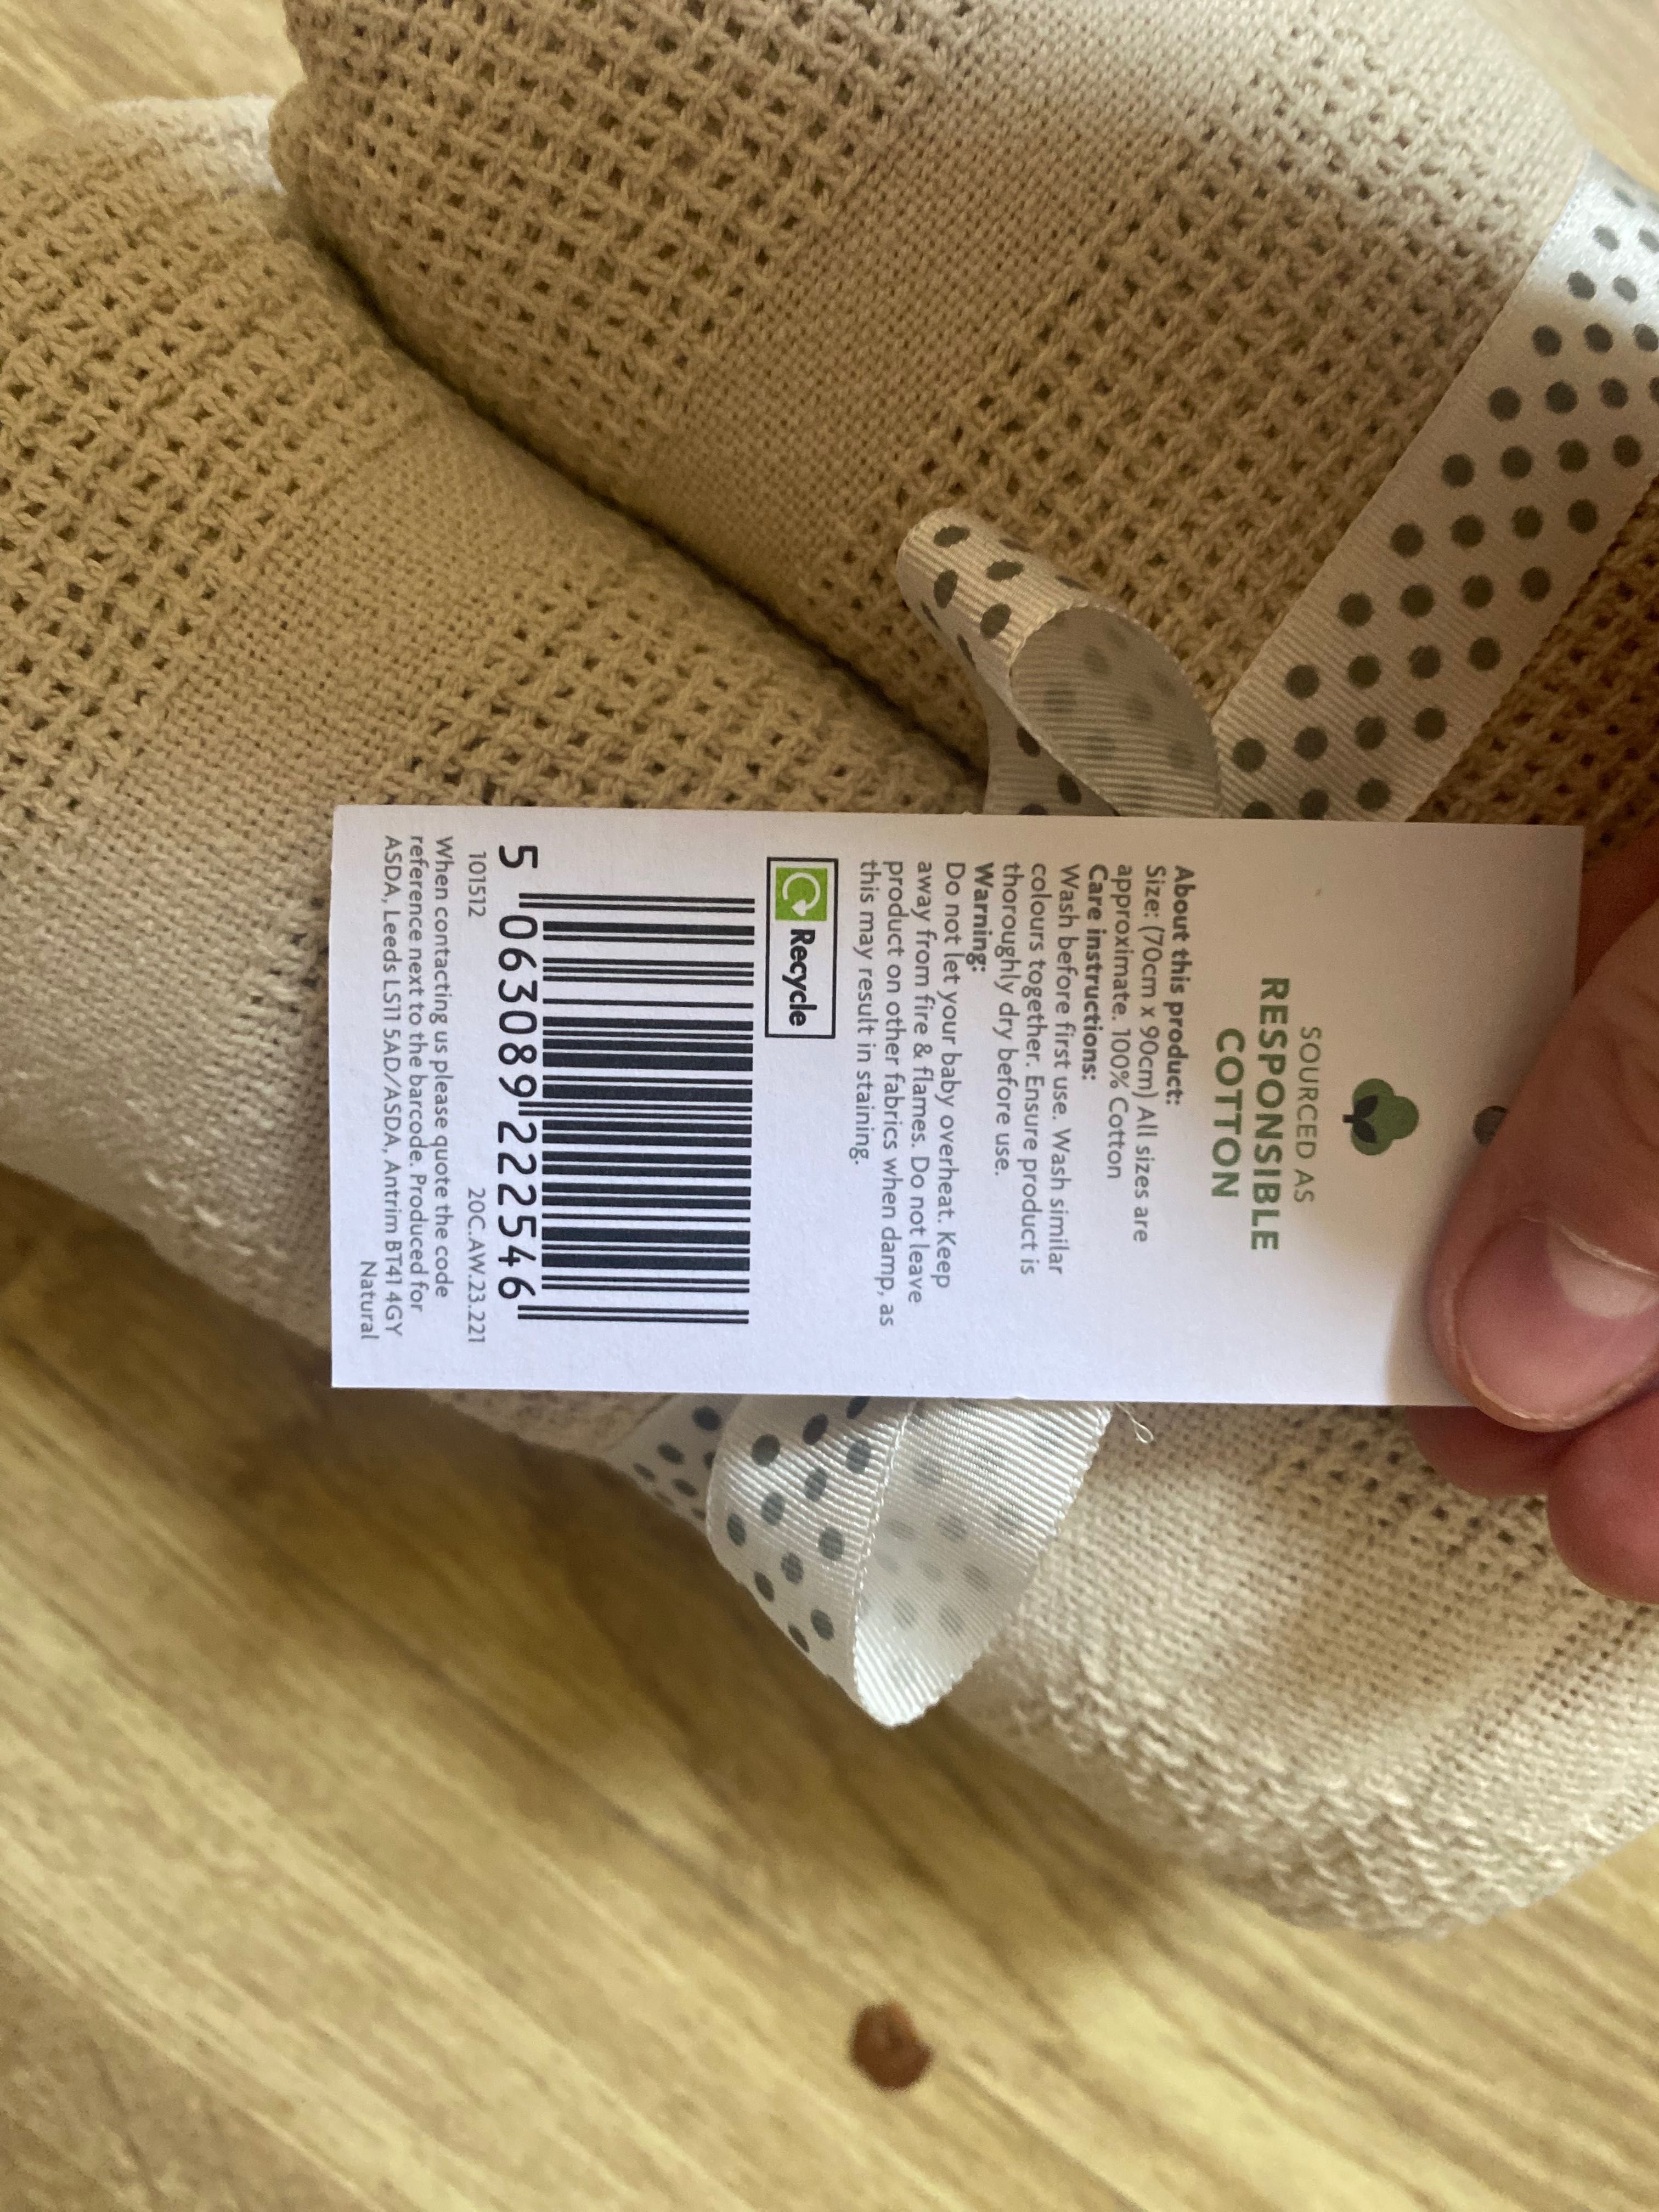 SOURCED AS
RESPONSIBLE
COTTON
About this product:
Size: (70cm x 90cm) All sizes are
approximate. 100% Cotton
Care instructions:
Wash before first use. Wash similar
colours together. Ensure product is
thoroughly dry before use.
Warning:
Do not let your baby overheat. Keep
away from fire & flames. Do not leave
product on other fabrics when damp, as
this may result in staining.
Recycle
5 063089 222546
101512 20C.AW.23.221
When contacting us please quote the code
reference next to the barcode. Produced for
ASDA, Leeds LS11 5AD/ASDA, Antrim BT41 4GY
Natural